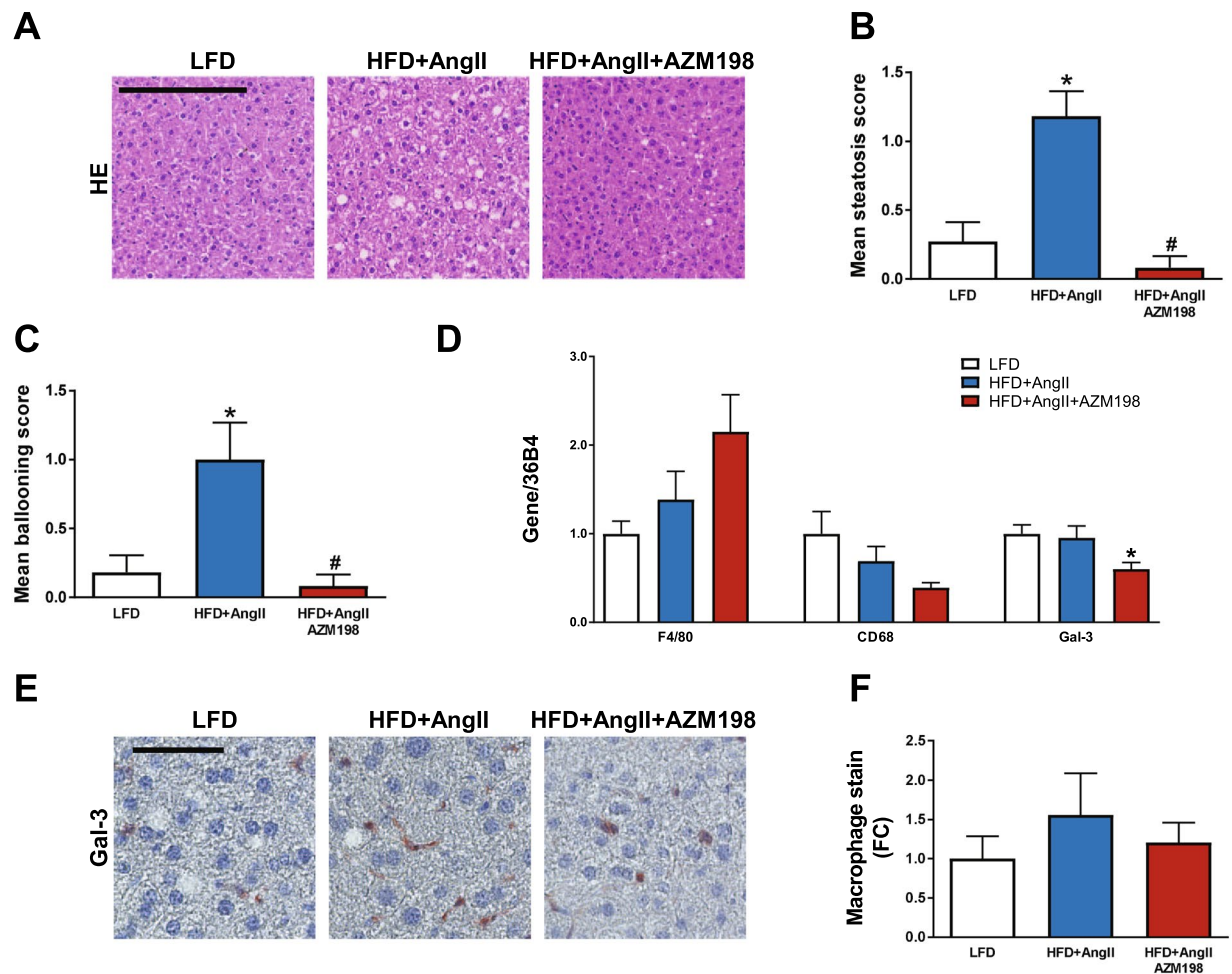 A
LFD
HFD+AngII
HFD+AngII+AZM198
HE
B
Mean steatosis score
1.5
1.0
0.5
0.0
*
#
LFD
HFD+AngII
HFD+AngII
AZM198
C
Mean ballooning score
1.5
1.0
0.5
0.0
*
#
LFD
HFD+AngII
HFD+AngII
AZM198
D
Gene/36B4
3.0
2.0
1.0
0.0
LFD
HFD+AngII
HFD+AngII+AZM198
*
F4/80
CD68
Gal-3
E
LFD
HFD+AngII
HFD+AngII+AZM198
Gal-3
F
Macrophage stain
(FC)
2.5
2.0
1.5
1.0
0.5
0.0
LFD
HFD+AngII
HFD+AngII
AZM198